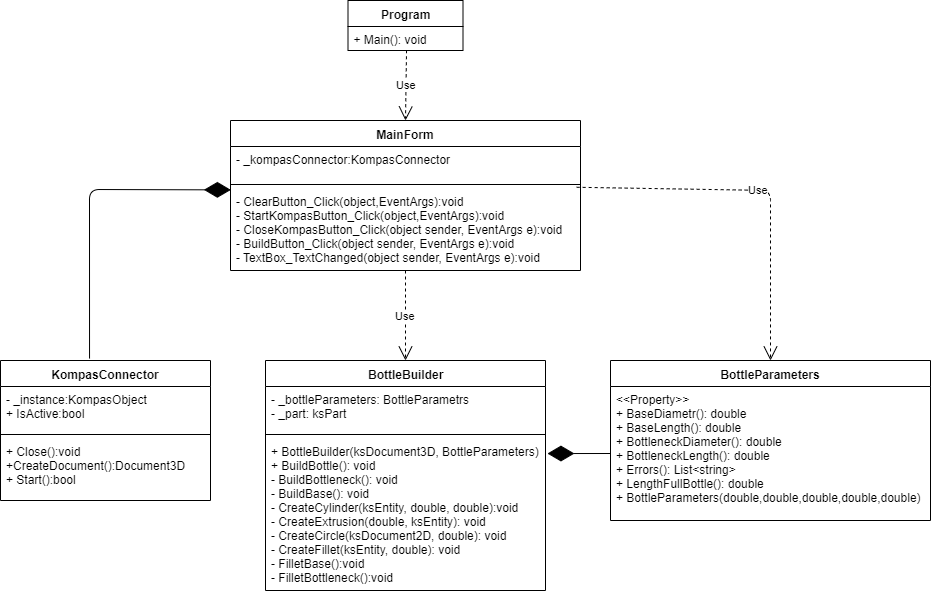 Program
+ Main(): void
Use
MainForm
- _kompasConnector:KompasConnector
- ClearButton_Click(object,EventArgs):void
- StartKompasButton_Click(object,EventArgs):void
- CloseKompasButton_Click(object sender, EventArgs e):void
- BuildButton_Click(object sender, EventArgs e):void
- TextBox_TextChanged(object sender, EventArgs e):void
Use
Use
KompasConnector
- _instance:KompasObject
+ IsActive:bool
+ Close():void
+CreateDocument():Document3D
+ Start():bool
BottleBuilder
- _bottleParameters: BottleParametrs
- _part: ksPart
+ BottleBuilder(ksDocument3D, BottleParameters)
+ BuildBottle(): void
- BuildBottleneck(): void
- BuildBase(): void
- CreateCylinder(ksEntity, double, double):void
- CreateExtrusion(double, ksEntity): void
- CreateCircle(ksDocument2D, double): void
- CreateFillet(ksEntity, double): void
- FilletBase():void
- FilletBottleneck():void
BottleParameters
<<Property>>
+ BaseDiametr(): double
+ BaseLength(): double
+ BottleneckDiameter(): double
+ BottleneckLength(): double
+ Errors(): List<string>
+ LengthFullBottle(): double
+ BottleParameters(double,double,double,double,double)